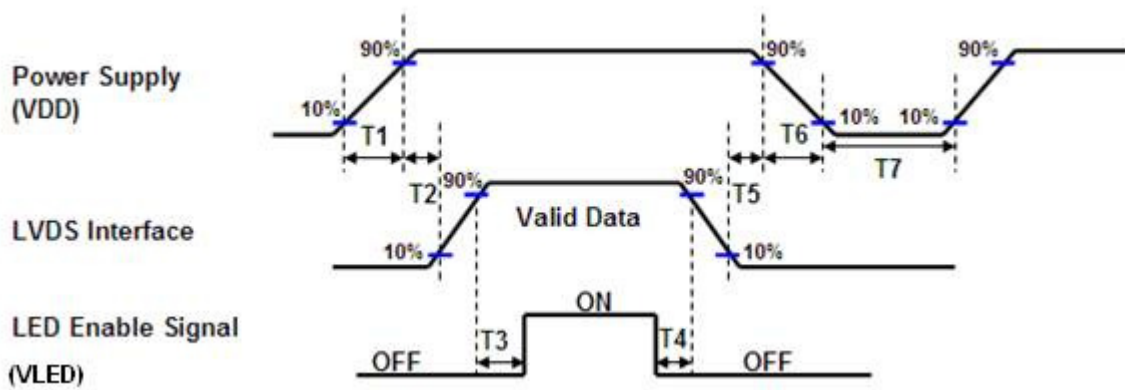 Power Supply
(VDD)
90%
90%
90%
10%
10%
10%
T1
T6
T7
T2
T5
LVDS Interface
90%
90%
Valid Data
10%
10%
LED Enable Signal
(VLED)
ON
T3
T4
OFF
OFF